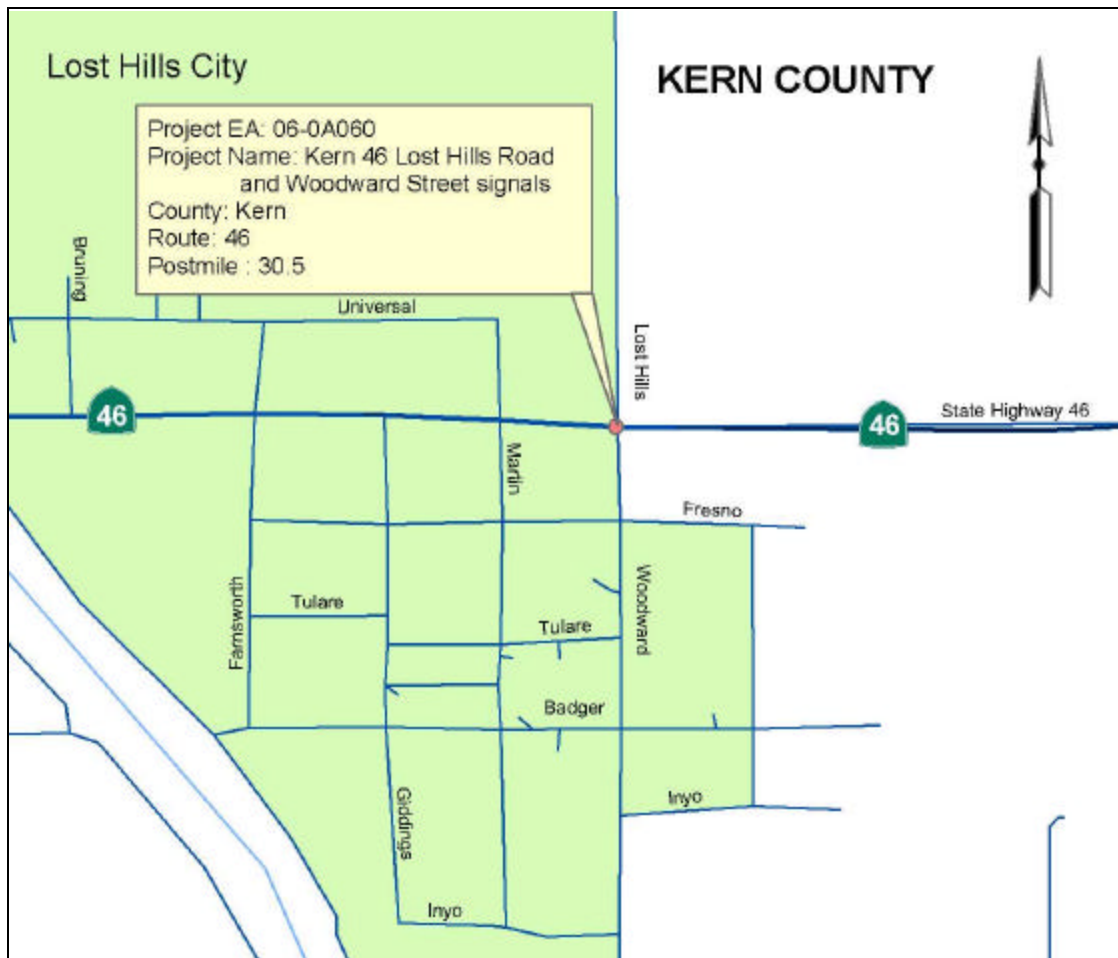 Lost Hills City
KERN COUNTY
Project EA: 06-0A060
Project Name: Kern 46 Lost Hills Road
and Woodward Street signals
County: Kern
Route: 46
Postmile : 30.5
Bruning
Universal
Lost Hills
46
State Highway 46
46
Martin
Fresno
Farnsworth
Tulare
Tulare
Woodward
Badger
Giddings
Inyo
Inyo